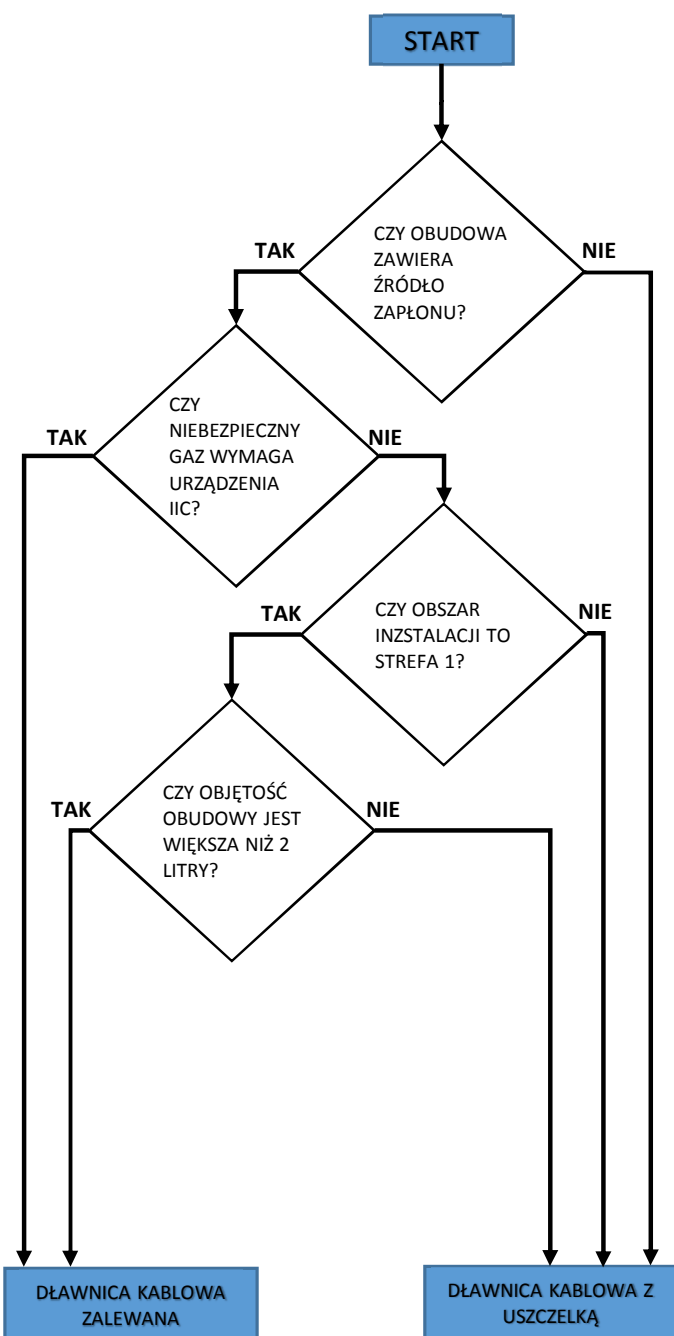 START
CZY OBUDOWA
ZAWIERA
ŹRÓDŁO
ZAPŁONU?
TAK
NIE
CZY
NIEBEZPIECZNY
GAZ WYMAGA
URZĄDZENIA
IIC?
TAK
NIE
CZY OBSZAR
INZSTALACJI TO
STREFA 1?
TAK
NIE
CZY OBJĘTOŚĆ
OBUDOWY JEST
WIĘKSZA NIŻ 2
LITRY?
TAK
NIE
DŁAWNICA KABLOWA
ZALEWANA
DŁAWNICA KABLOWA Z
USZCZELKĄ